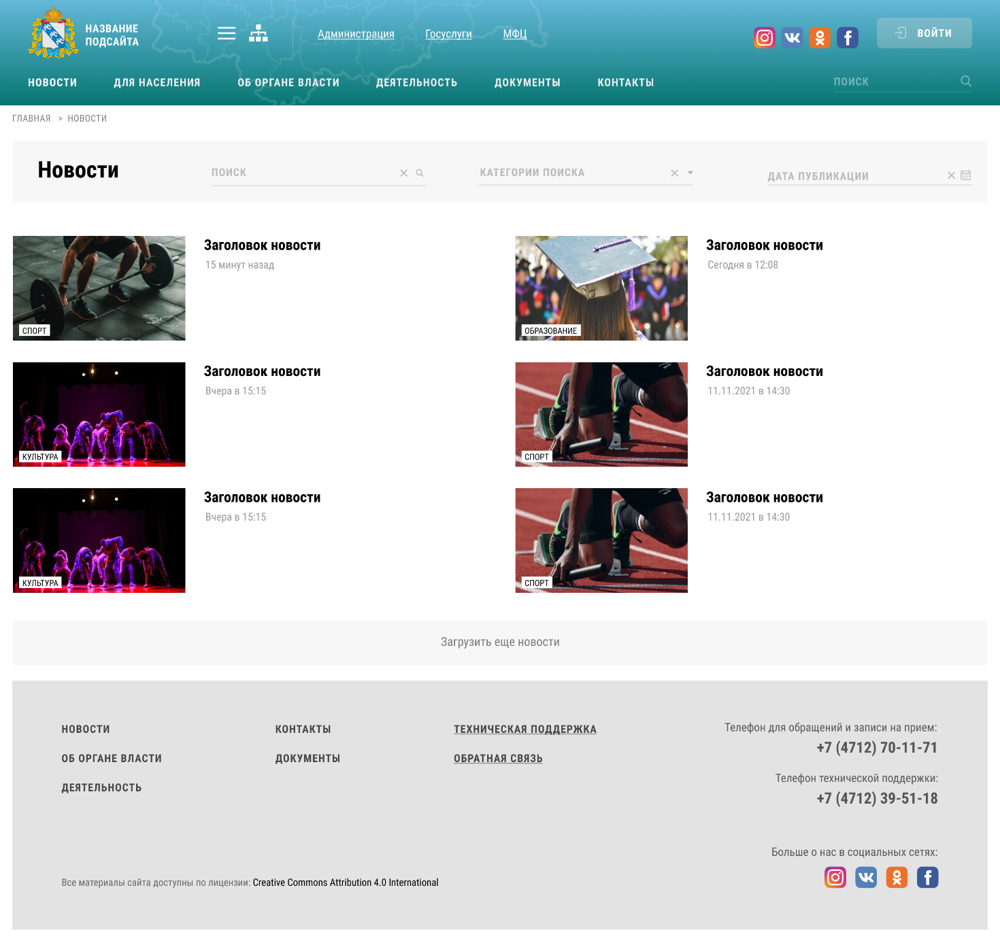 НАЗВАНИЕ
ПОДСАЙТА
Администрация
Госуслуги
МФЦ
ВОЙТИ
НОВОСТИ
ДЛЯ НАСЕЛЕНИЯ
ОБ ОРГАНЕ ВЛАСТИ
ДЕЯТЕЛЬНОСТЬ
ДОКУМЕНТЫ
КОНТАКТЫ
ПОИСК
ГЛАВНАЯ > НОВОСТИ
Новости
ПОИСК
КАТЕГОРИИ ПОИСКА
ДАТА ПУБЛИКАЦИИ
Заголовок новости
15 минут назад
СПОРТ
Заголовок новости
Сегодня в 12:08
ОБРАЗОВАНИЕ
Заголовок новости
Вчера в 15:15
КУЛЬТУРА
Заголовок новости
11.11.2021 в 14:30
СПОРТ
Заголовок новости
Вчера в 15:15
КУЛЬТУРА
Заголовок новости
11.11.2021 в 14:30
СПОРТ
Загрузить еще новости
НОВОСТИ
ОБ ОРГАНЕ ВЛАСТИ
ДЕЯТЕЛЬНОСТЬ
КОНТАКТЫ
ДОКУМЕНТЫ
ТЕХНИЧЕСКАЯ ПОДДЕРЖКА
ОБРАТНАЯ СВЯЗЬ
Телефон для обращений и записи на прием:
+7 (4712) 70-11-71
Телефон технической поддержки:
+7 (4712) 39-51-18
Больше о нас в социальных сетях:
Все материалы сайта доступны по лицензии: Creative Commons Attribution 4.0 International